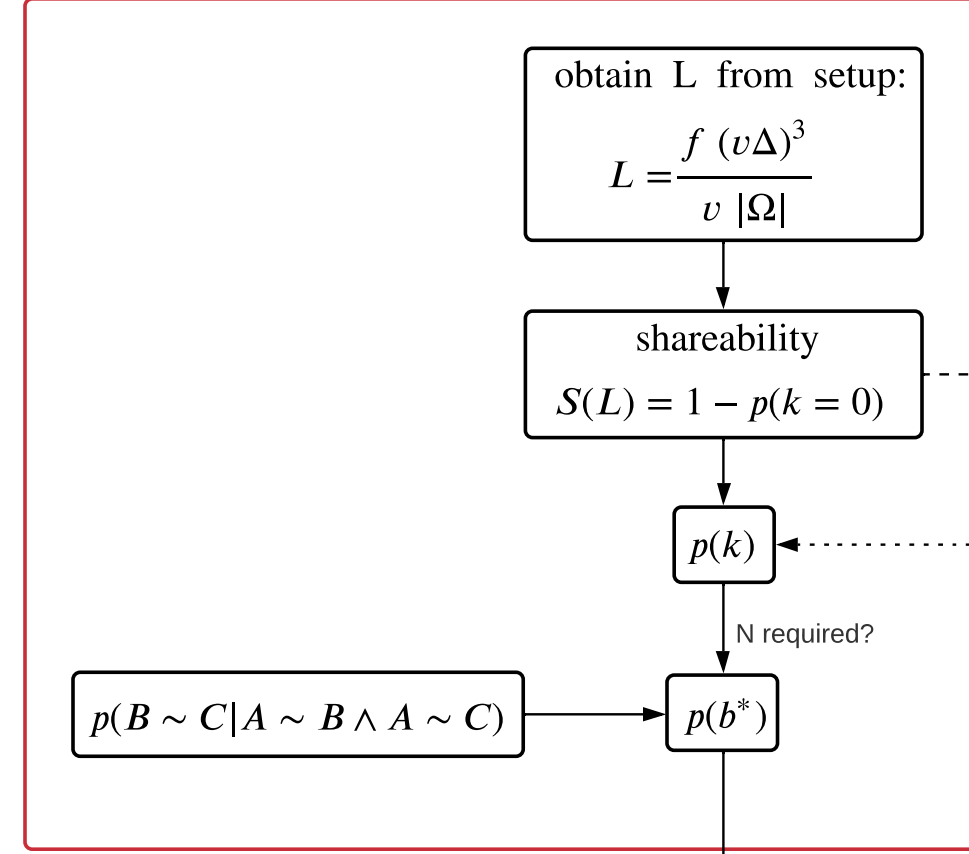 obtain L from setup:
L = f (vΔ)³ / v |Ω|
shareability
S(L) = 1 − p(k = 0)
p(k)
N required?
p(B ∼ C|A ∼ B ∧ A ∼ C)
p(b*)